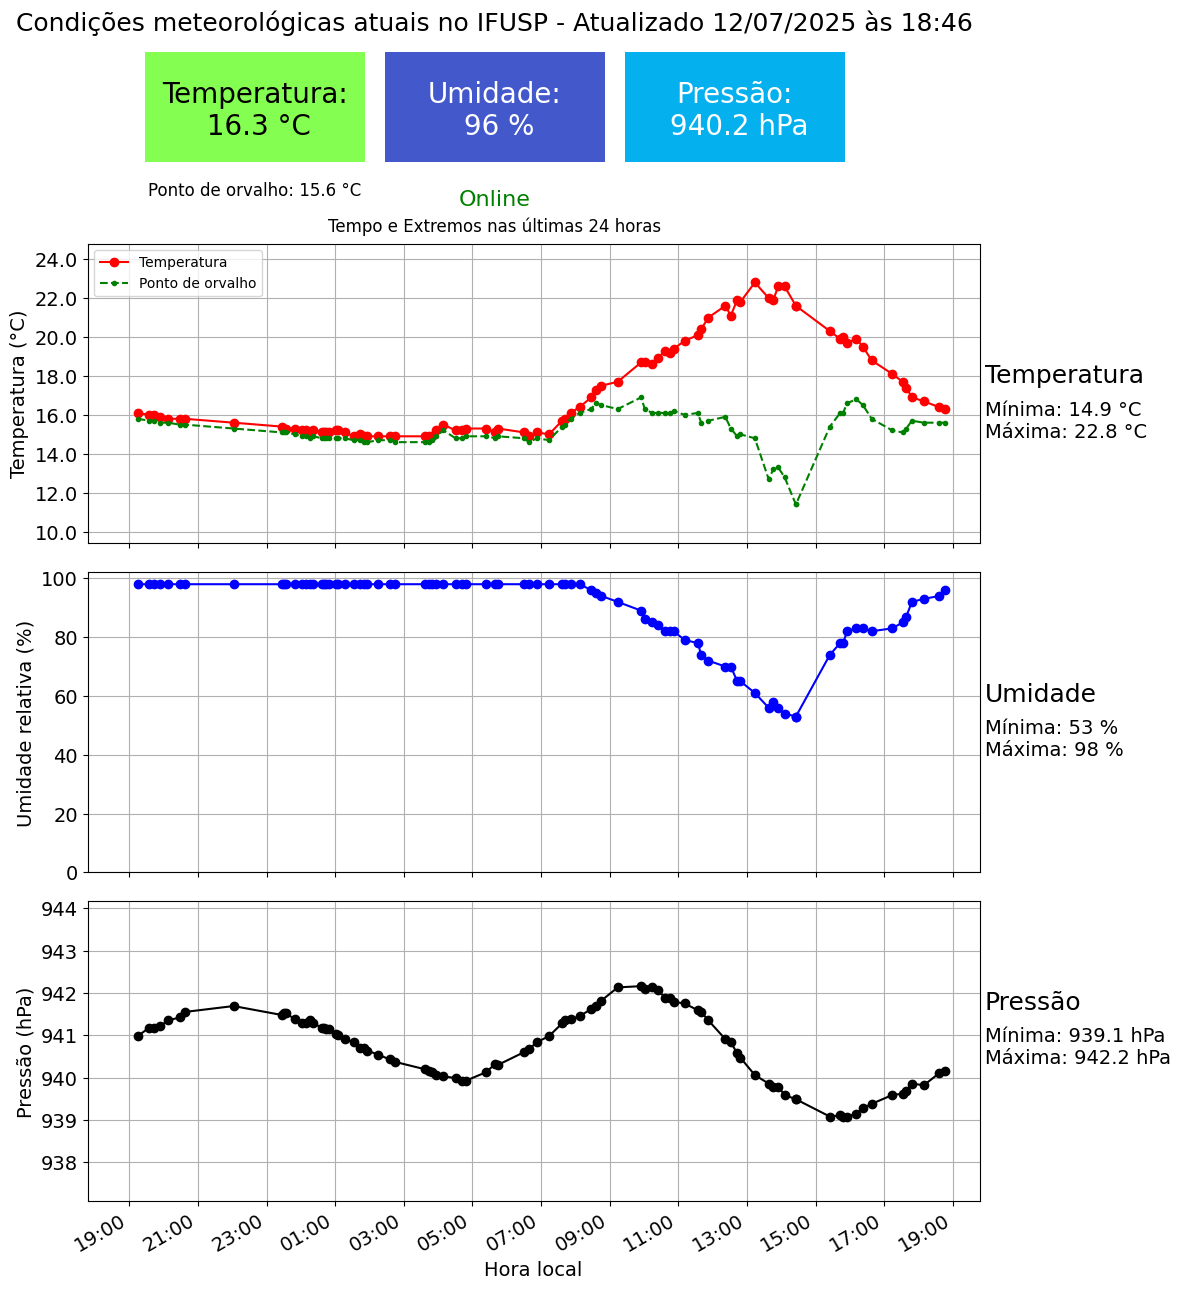 Condições meteorológicas atuais no IFUSP - Atualizado 12/07/2025 às 18:46
Temperatura:
16.3 °C
Umidade:
96 %
Pressão:
940.2 hPa
Ponto de orvalho: 15.6 °C
Online
Tempo e Extremos nas últimas 24 horas
Temperatura
Ponto de orvalho
Temperatura (°C)
24.0
22.0
20.0
18.0
16.0
14.0
12.0
10.0
Temperatura
Mínima: 14.9 °C
Máxima: 22.8 °C
Umidade relativa (%)
100
80
60
40
20
0
Umidade
Mínima: 53 %
Máxima: 98 %
Pressão (hPa)
944
943
942
941
940
939
938
Pressão
Mínima: 939.1 hPa
Máxima: 942.2 hPa
19:00
21:00
23:00
01:00
03:00
05:00
07:00
09:00
11:00
13:00
15:00
17:00
19:00
Hora local